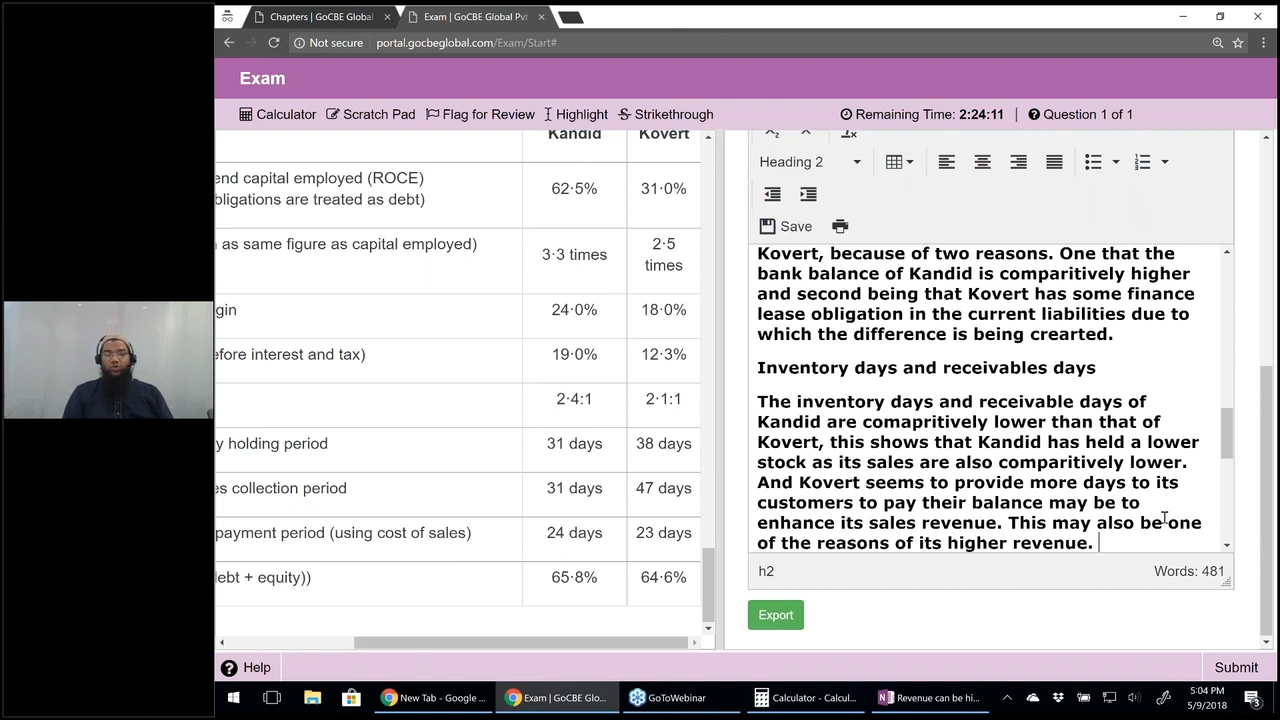 Chapters | GoCBE Global
Exam | GoCBE Global Pvt
Not secure
portal.gocbeglobal.com/Exam/Start#
Exam
Calculator
Scratch Pad
Flag for Review
Highlight
Strikethrough
Remaining Time: 2:24:11
Question 1 of 1
Kandid Kovert
end capital employed (ROCE)
bligations are treated as debt)
62·5% 31·0%
as same figure as capital employed)
3·3 times
2·5
times
gin
24·0% 18·0%
efore interest and tax)
19·0% 12·3%
2·4:1 2·1:1
y holding period
31 days 38 days
es collection period
31 days 47 days
payment period (using cost of sales)
24 days 23 days
ebt + equity))
65·8% 64·6%
Heading 2
Save
Kovert, because of two reasons. One that the
bank balance of Kandid is comparitively higher
and second being that Kovert has some finance
lease obligation in the current liabilities due to
which the difference is being crearted.
Inventory days and receivables days
The inventory days and receivable days of
Kandid are comapritively lower than that of
Kovert, this shows that Kandid has held a lower
stock as its sales are also comparitively lower.
And Kovert seems to provide more days to its
customers to pay their balance may be to
enhance its sales revenue. This may also be one
of the reasons of its higher revenue.
h2
Words: 481
Export
Help
Submit
New Tab - Google ...
Exam | GoCBE Glo...
GoToWebinar
Calculator - Calcul...
Revenue can be hi...
5:04 PM
5/9/2018
3